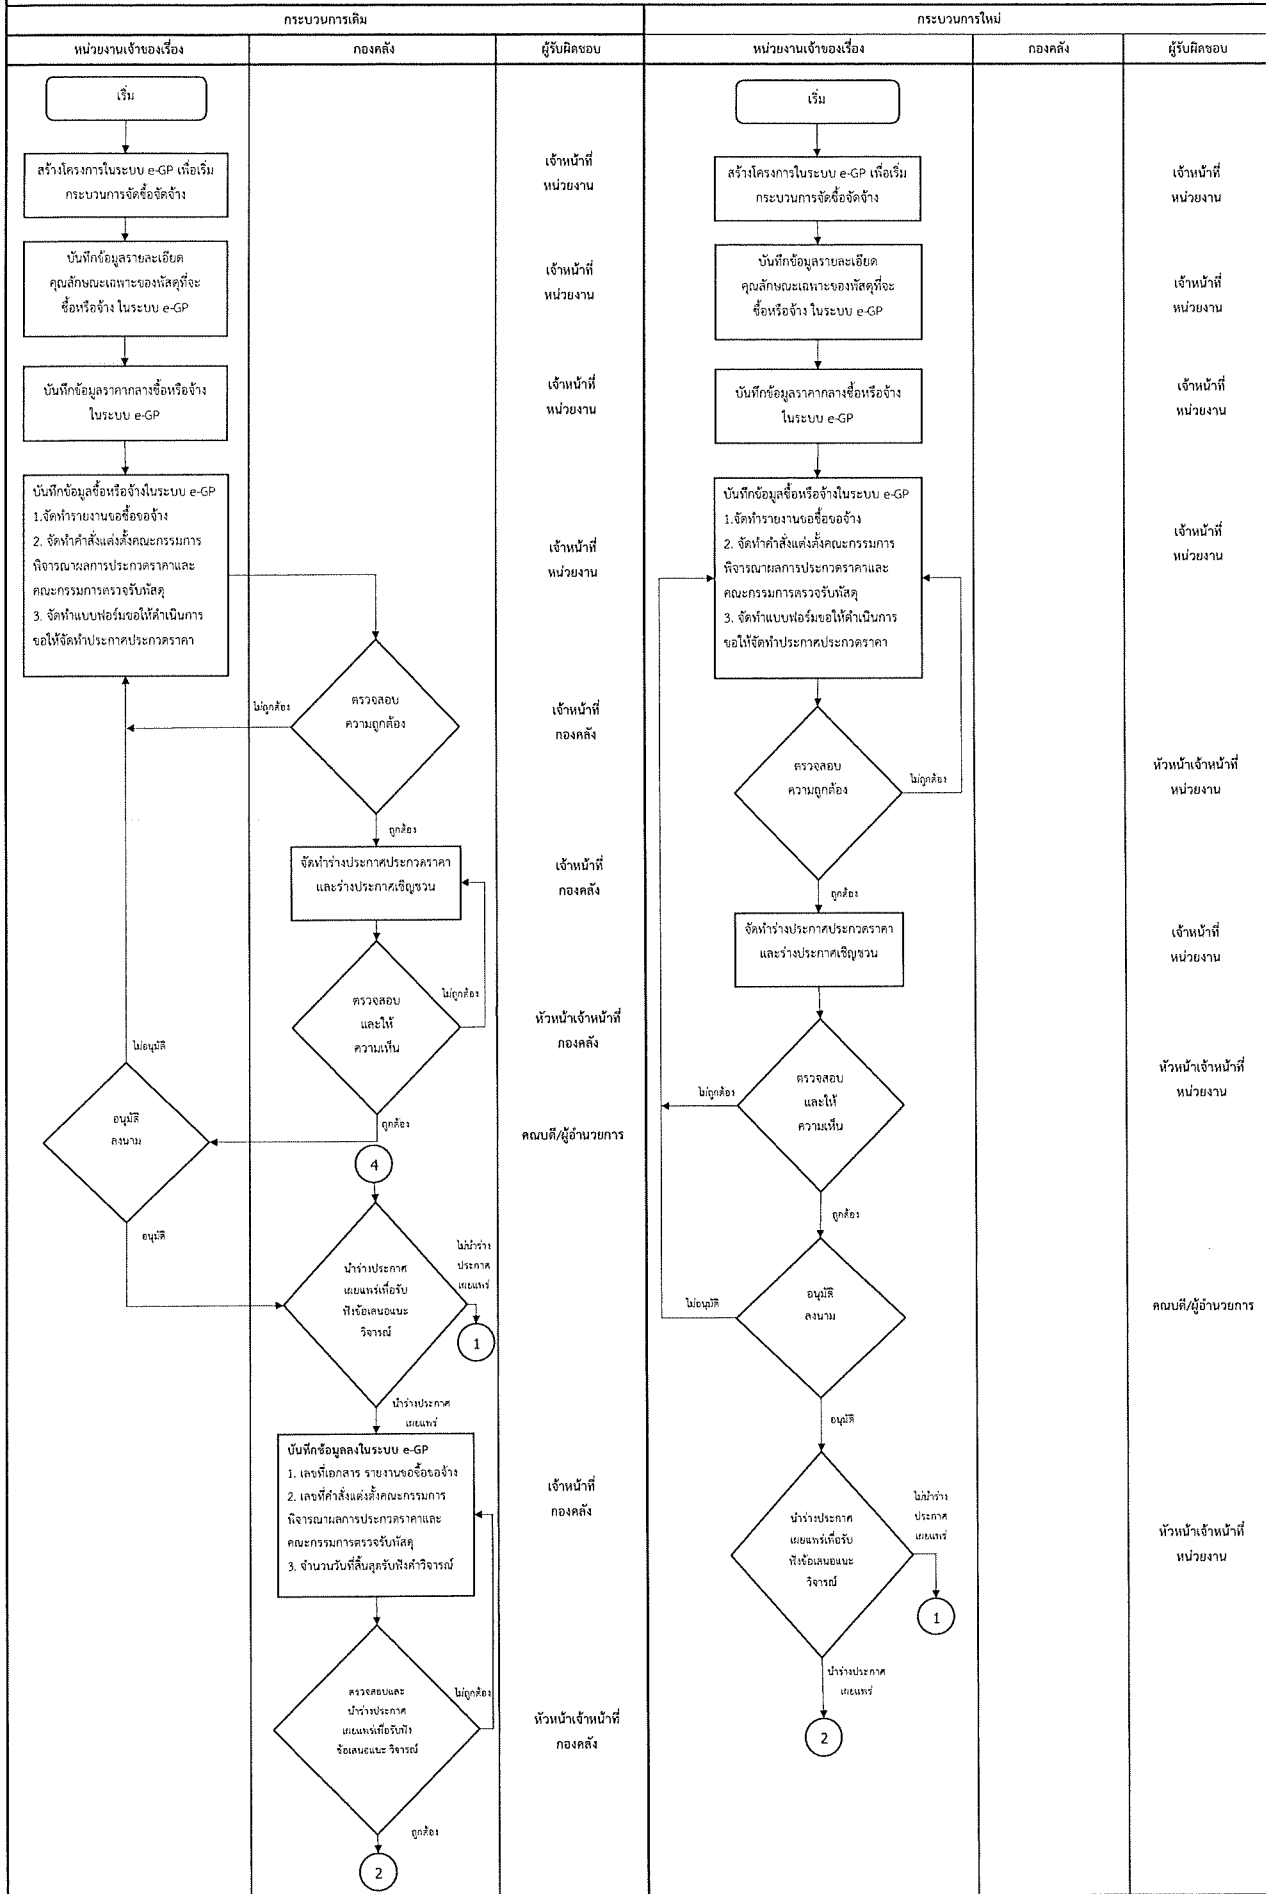 กระบวนการเดิม
กระบวนการใหม่
หน่วยงานเจ้าของเรื่อง
กองคลัง
ผู้รับผิดชอบ
หน่วยงานเจ้าของเรื่อง
กองคลัง
ผู้รับผิดชอบ
เริ่ม
สร้างโครงการในระบบ e-GP เพื่อเริ่ม
กระบวนการจัดซื้อจัดจ้าง
เจ้าหน้าที่
หน่วยงาน
บันทึกข้อมูลรายละเอียด
คุณลักษณะเฉพาะของพัสดุที่จะ
ซื้อหรือจ้าง ในระบบ e-GP
เจ้าหน้าที่
หน่วยงาน
บันทึกข้อมูลราคากลางซื้อหรือจ้าง
ในระบบ e-GP
เจ้าหน้าที่
หน่วยงาน
บันทึกข้อมูลซื้อหรือจ้างในระบบ e-GP
1.จัดทำรายงานขอซื้อขอจ้าง
2. จัดทำคำสั่งแต่งตั้งคณะกรรมการ
พิจารณาผลการประกวดราคาและ
คณะกรรมการตรวจรับพัสดุ
3. จัดทำแบบฟอร์มขอให้ดำเนินการ
ขอให้จัดทำประกาศประกวดราคา
เจ้าหน้าที่
หน่วยงาน
ตรวจสอบ
ความถูกต้อง
ไม่ถูกต้อง
เจ้าหน้าที่
กองคลัง
ถูกต้อง
จัดทำร่างประกาศประกวดราคา
และร่างประกาศเชิญชวน
เจ้าหน้าที่
กองคลัง
ตรวจสอบ
และให้
ความเห็น
ไม่ถูกต้อง
หัวหน้าเจ้าหน้าที่
กองคลัง
ถูกต้อง
ไม่อนุมัติ
อนุมัติ
ลงนาม
คณบดี/ผู้อำนวยการ
อนุมัติ
4
นำร่างประกาศ
เผยแพร่เพื่อรับ
ฟังข้อเสนอแนะ
วิจารณ์
ไม่นำร่าง
ประกาศ
เผยแพร่
1
นำร่างประกาศ
เผยแพร่
บันทึกข้อมูลลงในระบบ e-GP
1. เลขที่เอกสาร รายงานขอซื้อขอจ้าง
2. เลขที่คำสั่งแต่งตั้งคณะกรรมการ
พิจารณาผลการประกวดราคาและ
คณะกรรมการตรวจรับพัสดุ
3. จำนวนวันที่สิ้นสุดรับฟังคำวิจารณ์
เจ้าหน้าที่
กองคลัง
ตรวจสอบและ
นำร่างประกาศ
เผยแพร่เพื่อรับฟัง
ข้อเสนอแนะ วิจารณ์
ไม่ถูกต้อง
หัวหน้าเจ้าหน้าที่
กองคลัง
ถูกต้อง
2
เริ่ม
สร้างโครงการในระบบ e-GP เพื่อเริ่ม
กระบวนการจัดซื้อจัดจ้าง
เจ้าหน้าที่
หน่วยงาน
บันทึกข้อมูลรายละเอียด
คุณลักษณะเฉพาะของพัสดุที่จะ
ซื้อหรือจ้าง ในระบบ e-GP
เจ้าหน้าที่
หน่วยงาน
บันทึกข้อมูลราคากลางซื้อหรือจ้าง
ในระบบ e-GP
เจ้าหน้าที่
หน่วยงาน
บันทึกข้อมูลซื้อหรือจ้างในระบบ e-GP
1.จัดทำรายงานขอซื้อขอจ้าง
2. จัดทำคำสั่งแต่งตั้งคณะกรรมการ
พิจารณาผลการประกวดราคาและ
คณะกรรมการตรวจรับพัสดุ
3. จัดทำแบบฟอร์มขอให้ดำเนินการ
ขอให้จัดทำประกาศประกวดราคา
เจ้าหน้าที่
หน่วยงาน
ตรวจสอบ
ความถูกต้อง
ไม่ถูกต้อง
หัวหน้าเจ้าหน้าที่
หน่วยงาน
ถูกต้อง
จัดทำร่างประกาศประกวดราคา
และร่างประกาศเชิญชวน
เจ้าหน้าที่
หน่วยงาน
ตรวจสอบ
และให้
ความเห็น
ไม่ถูกต้อง
หัวหน้าเจ้าหน้าที่
หน่วยงาน
ถูกต้อง
อนุมัติ
ลงนาม
ไม่อนุมัติ
คณบดี/ผู้อำนวยการ
อนุมัติ
นำร่างประกาศ
เผยแพร่เพื่อรับ
ฟังข้อเสนอแนะ
วิจารณ์
ไม่นำร่าง
ประกาศ
เผยแพร่
หัวหน้าเจ้าหน้าที่
หน่วยงาน
1
นำร่างประกาศ
เผยแพร่
2